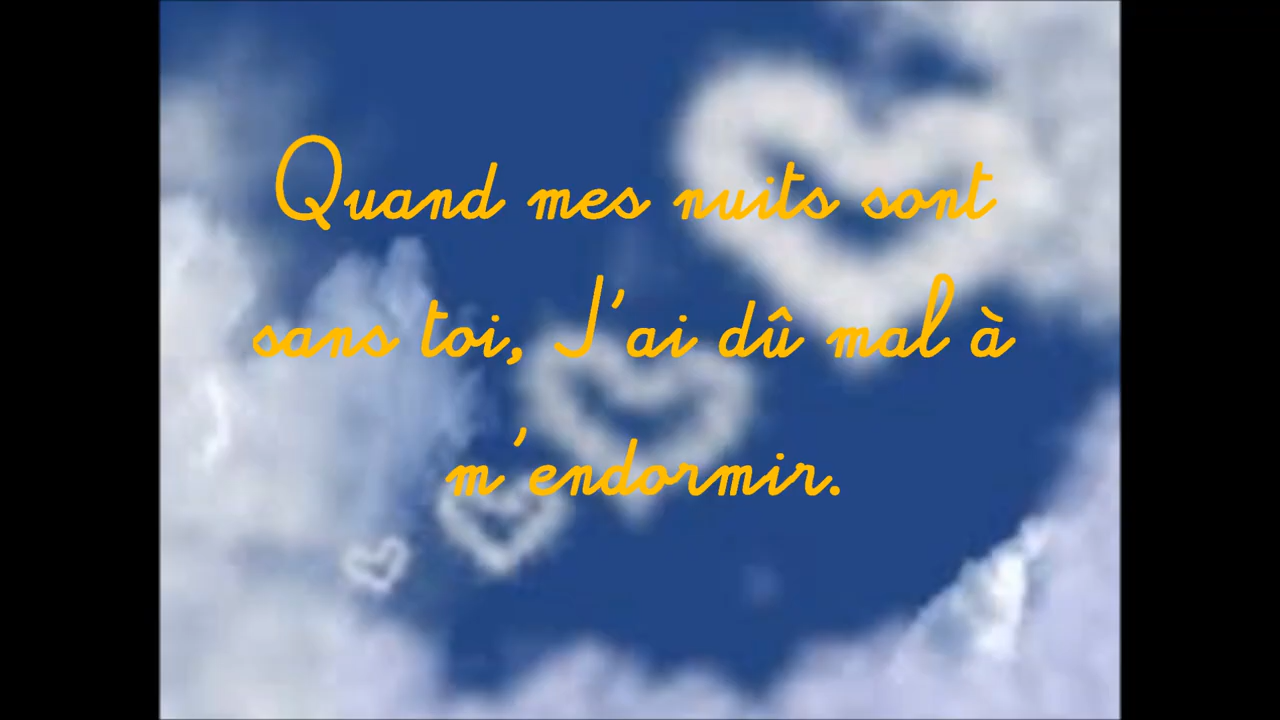 Quand mes nuits sont
sans toi, J'ai dû mal à
m'endormir.